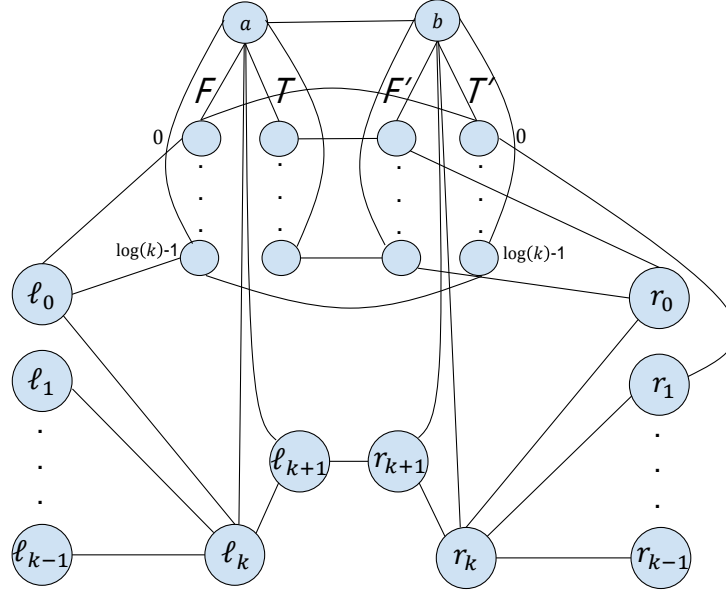 a b
F T F′ T′
0 0
log(k)-1 log(k)-1
ℓ₀ r₀
ℓ₁ r₁
ℓₖ₊₁ rₖ₊₁
ℓₖ₋₁ ℓₖ rₖ rₖ₋₁